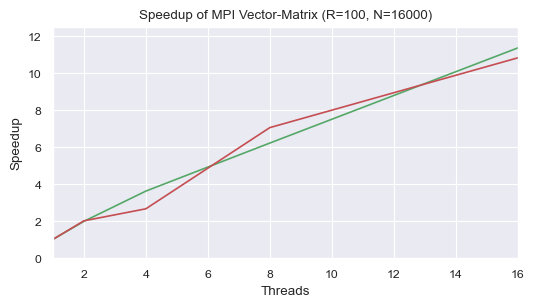 Speedup of MPI Vector-Matrix (R=100, N=16000)
12
10
8
6
4
2
0
Speedup
2 4 6 8 10 12 14 16
Threads